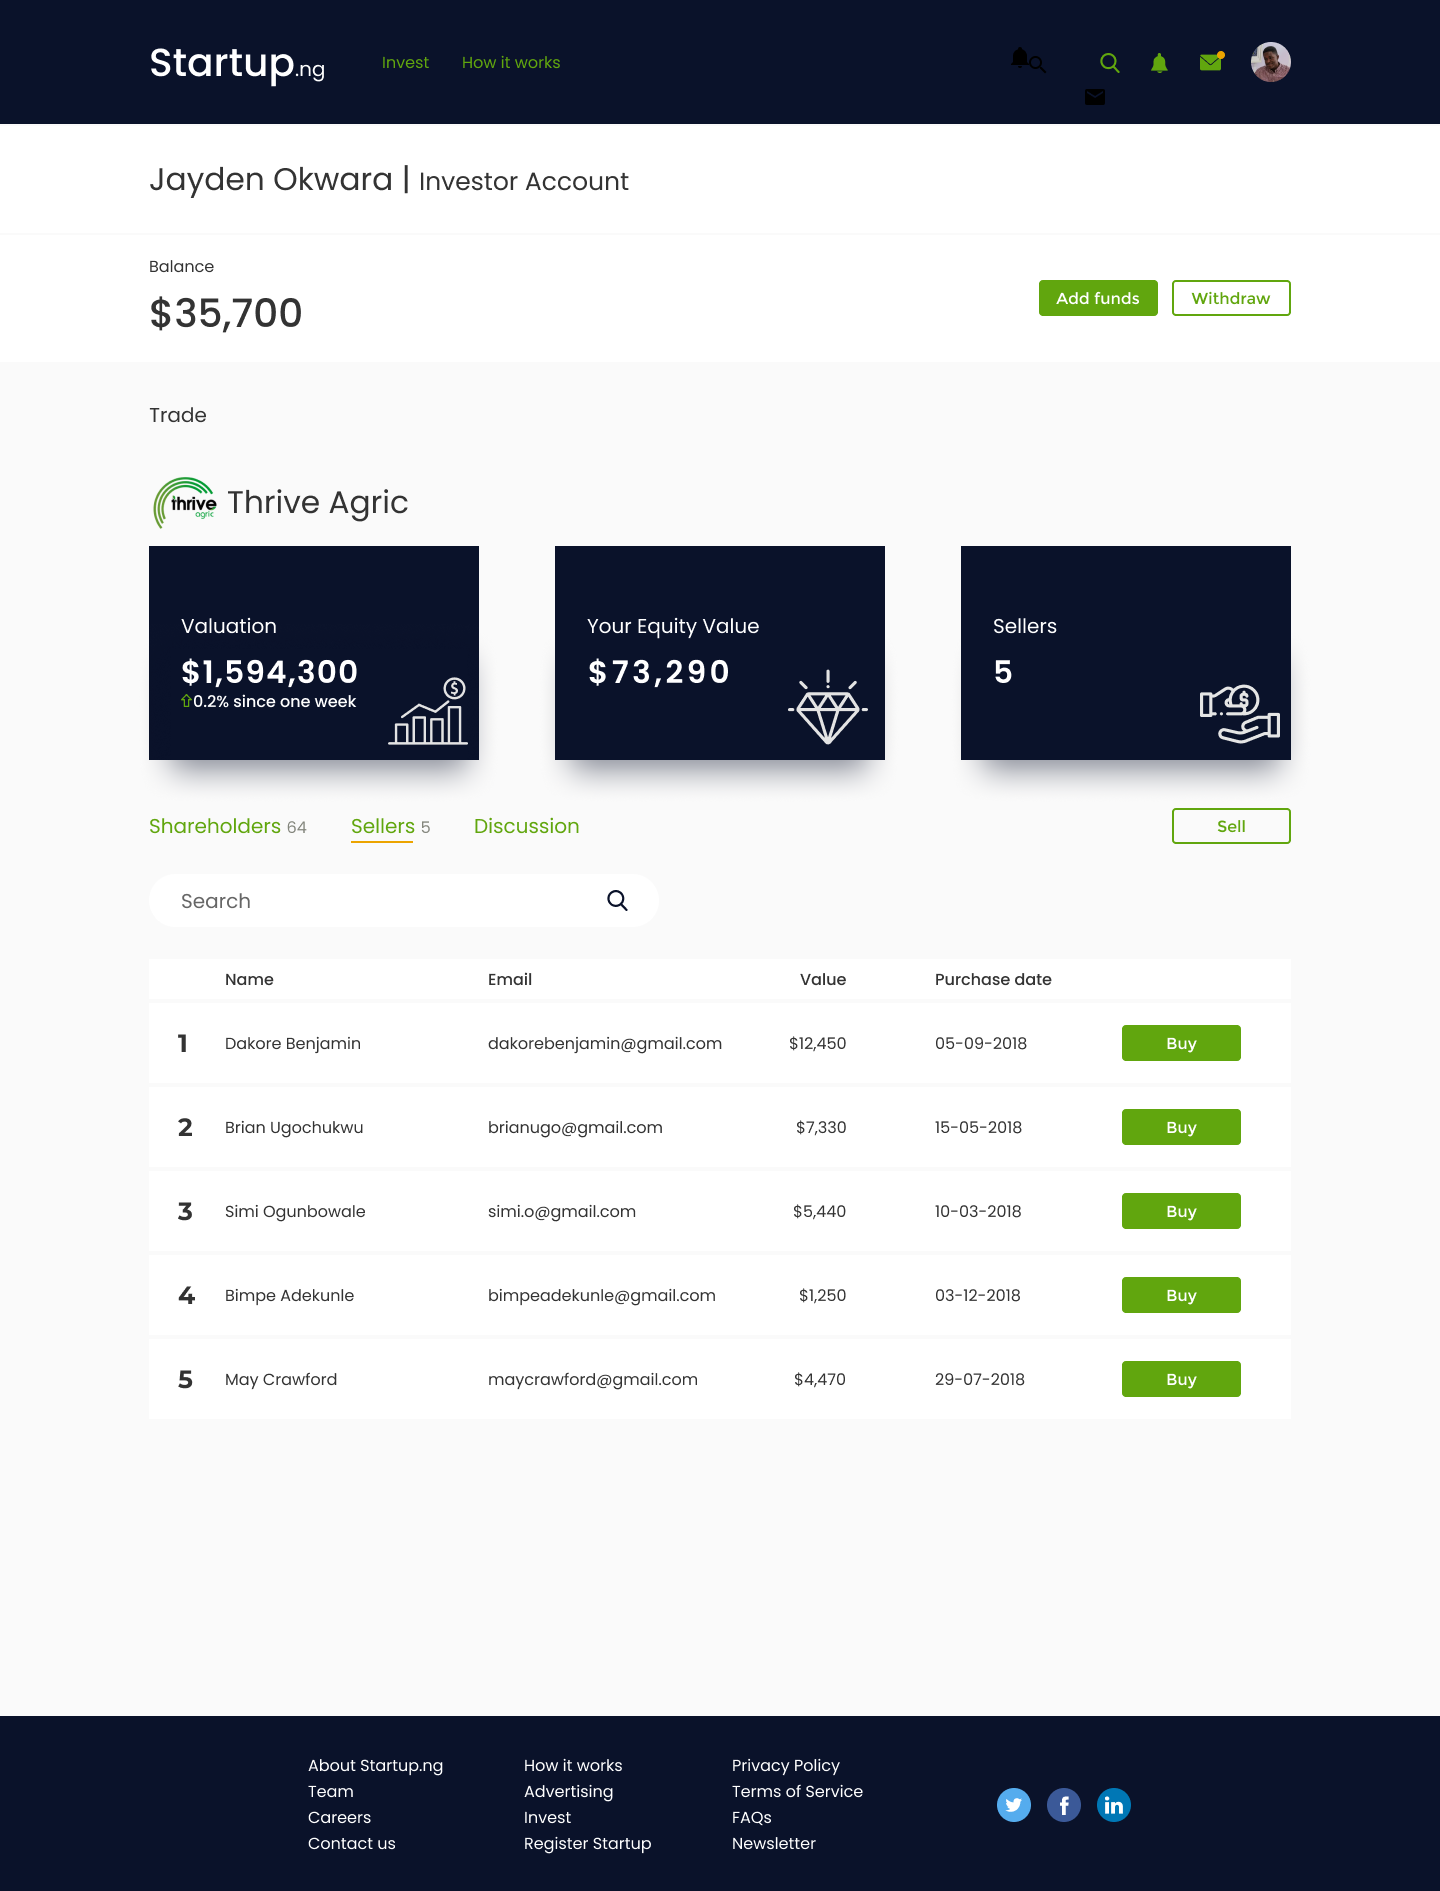 Startup.ng Invest How it works
Jayden Okwara | Investor Account
Balance
$35,700
Add funds Withdraw
Trade
thrive agric Thrive Agric
Valuation
$1,594,300
0.2% since one week
Your Equity Value
$73,290
Sellers
5
Shareholders 64 Sellers 5 Discussion Sell
Search
Name Email Value Purchase date
1 Dakore Benjamin dakorebenjamin@gmail.com $12,450 05-09-2018 Buy
2 Brian Ugochukwu brianugo@gmail.com $7,330 15-05-2018 Buy
3 Simi Ogunbowale simi.o@gmail.com $5,440 10-03-2018 Buy
4 Bimpe Adekunle bimpeadekunle@gmail.com $1,250 03-12-2018 Buy
5 May Crawford maycrawford@gmail.com $4,470 29-07-2018 Buy
About Startup.ng
Team
Careers
Contact us
How it works
Advertising
Invest
Register Startup
Privacy Policy
Terms of Service
FAQs
Newsletter